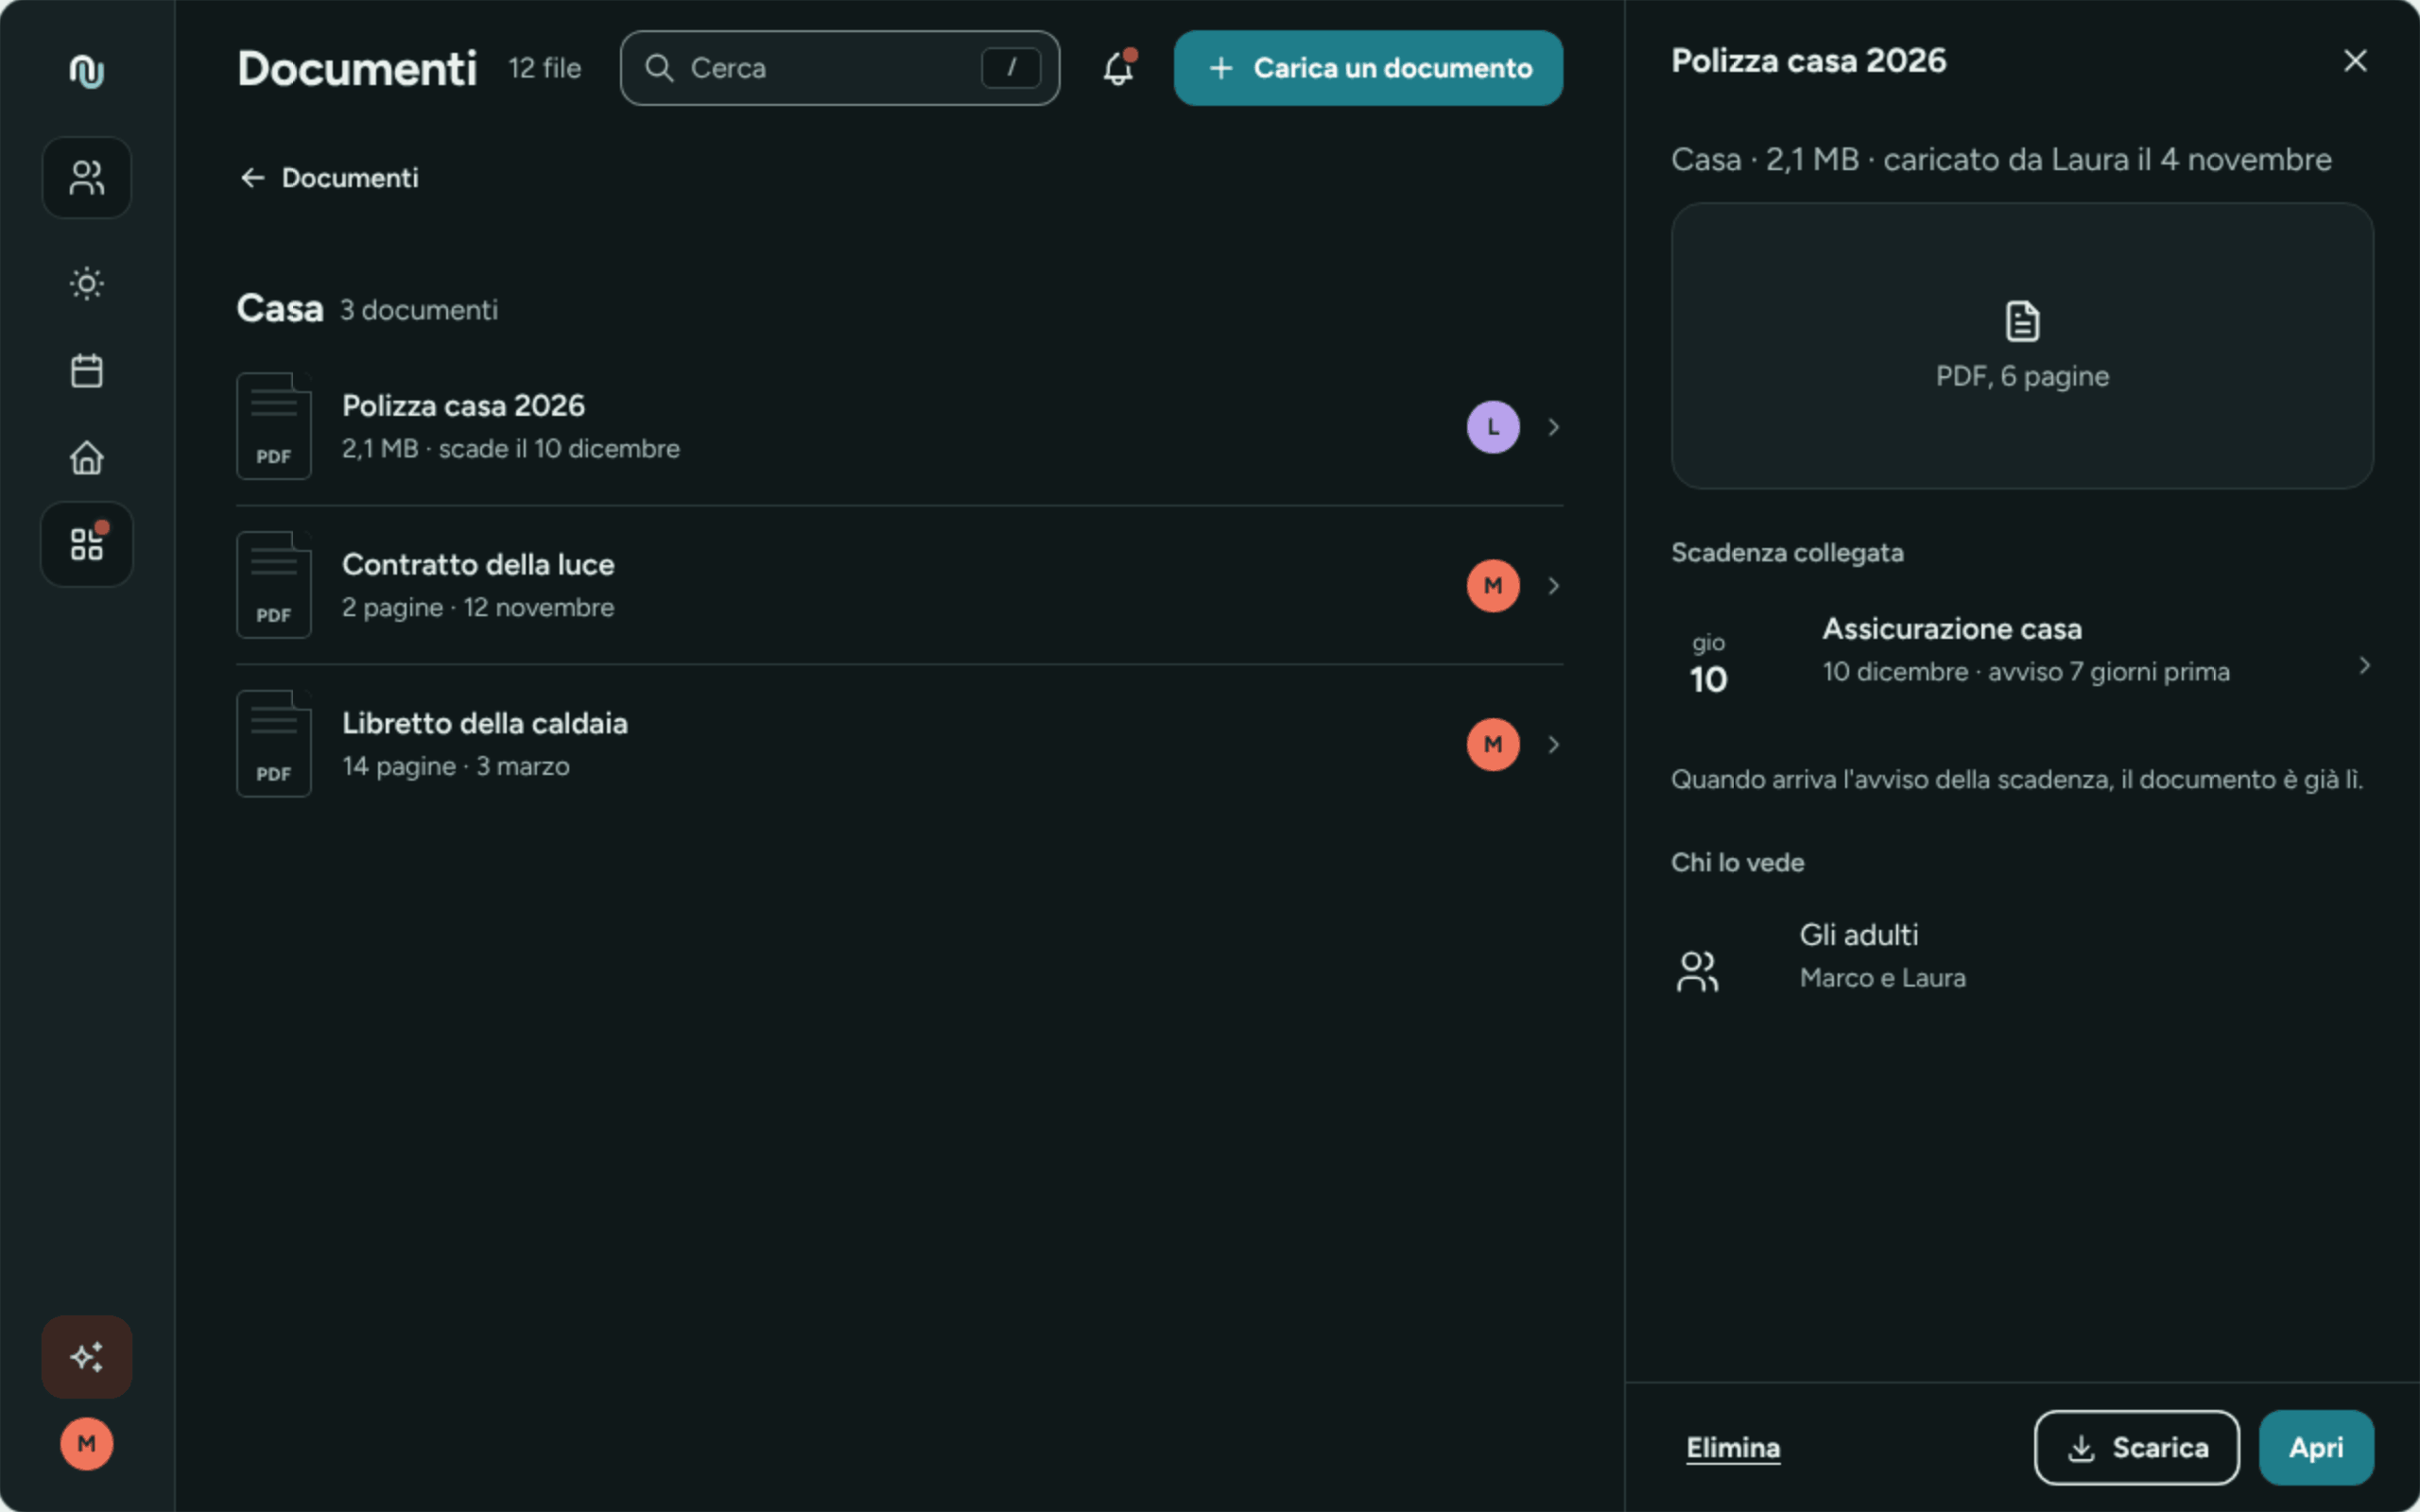 Documenti 12 file
Cerca /
+ Carica un documento
← Documenti
Casa 3 documenti
PDF
Polizza casa 2026
2,1 MB · scade il 10 dicembre
L
PDF
Contratto della luce
2 pagine · 12 novembre
M
PDF
Libretto della caldaia
14 pagine · 3 marzo
M
M
Polizza casa 2026
Casa · 2,1 MB · caricato da Laura il 4 novembre
PDF, 6 pagine
Scadenza collegata
gio
10
Assicurazione casa
10 dicembre · avviso 7 giorni prima
Quando arriva l'avviso della scadenza, il documento è già lì.
Chi lo vede
Gli adulti
Marco e Laura
Elimina
Scarica
Apri